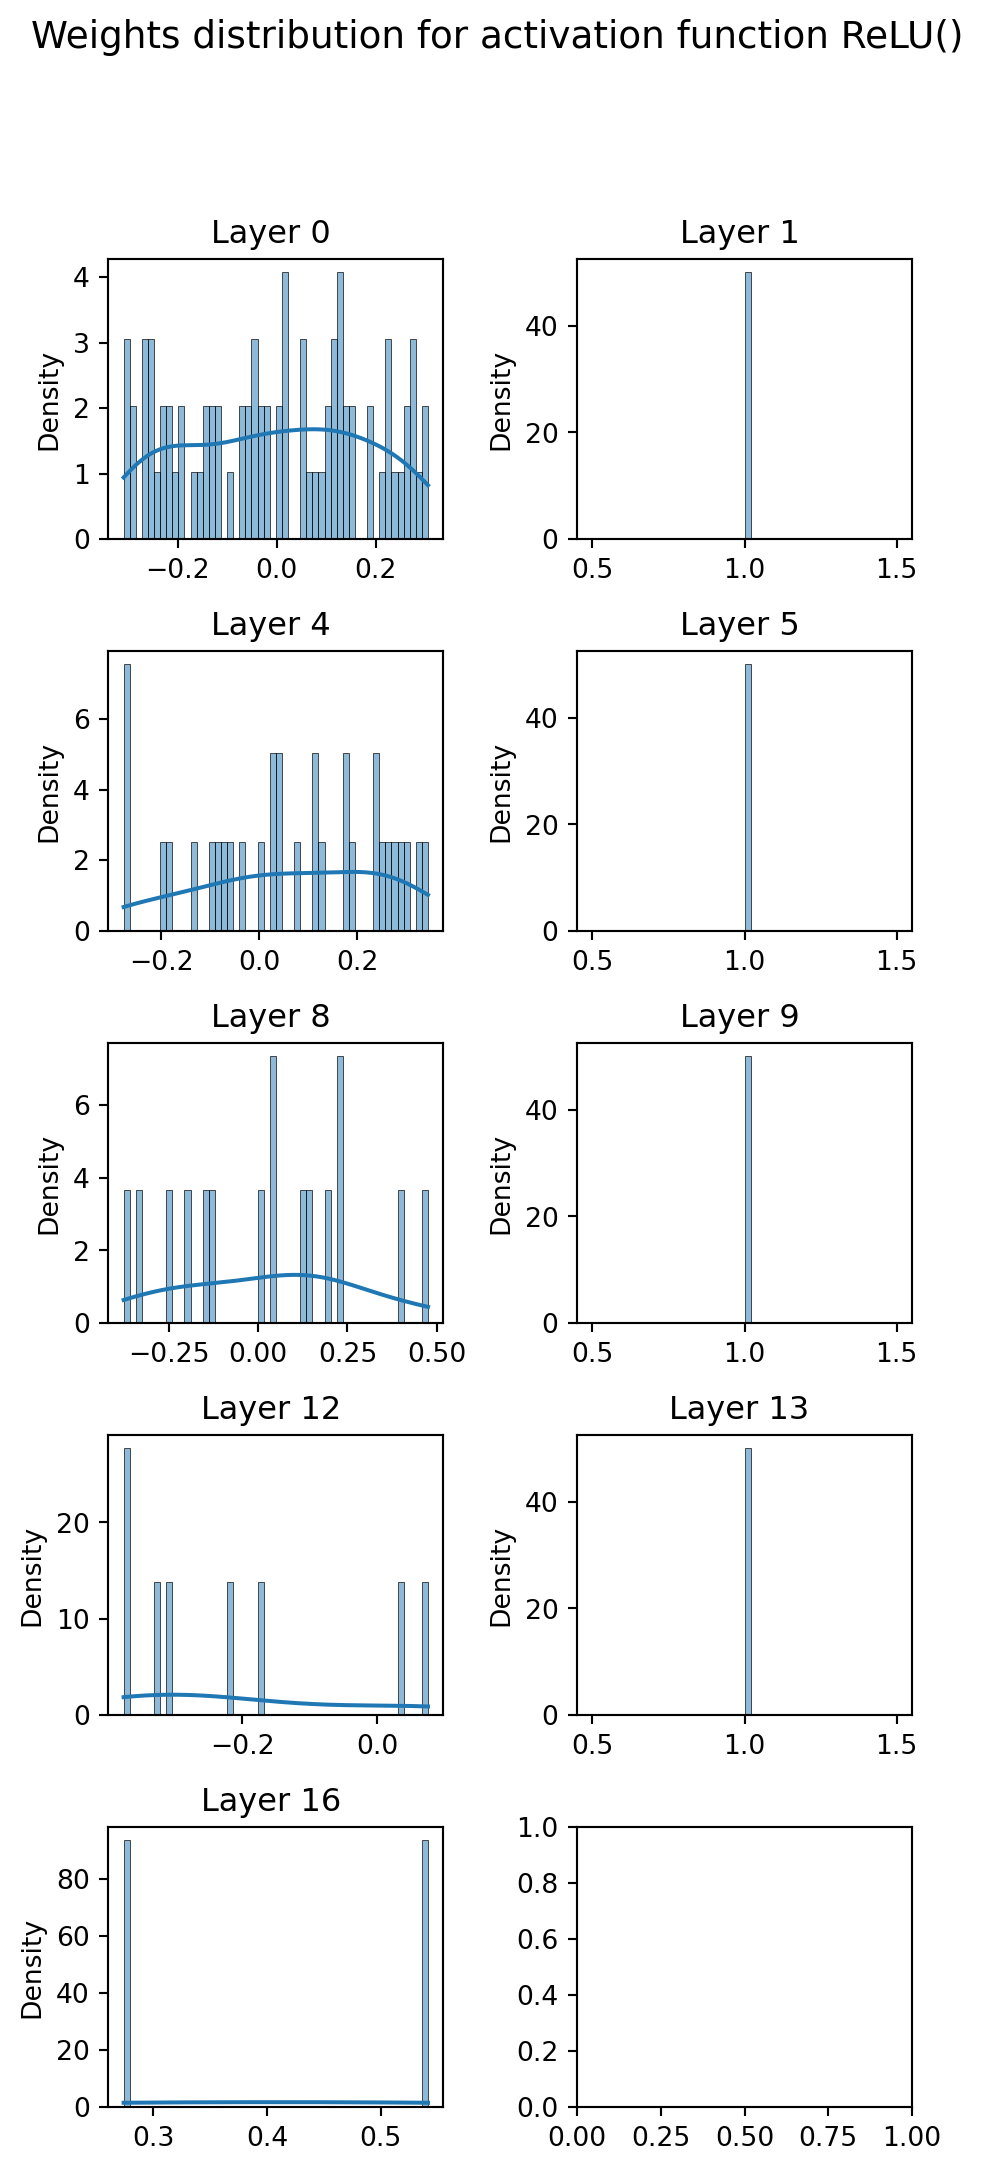 Weights distribution for activation function ReLU()
Layer 0
Layer 1
Density
4
3
2
1
0
−0.2 0.0 0.2
Density
40
20
0
0.5 1.0 1.5
Layer 4
Layer 5
Density
6
4
2
0
−0.2 0.0 0.2
Density
40
20
0
0.5 1.0 1.5
Layer 8
Layer 9
Density
6
4
2
0
−0.25 0.00 0.25 0.50
Density
40
20
0
0.5 1.0 1.5
Layer 12
Layer 13
Density
20
10
0
−0.2 0.0
Density
40
20
0
0.5 1.0 1.5
Layer 16
Density
80
60
40
20
0
0.3 0.4 0.5
1.0
0.8
0.6
0.4
0.2
0.0
0.00 0.25 0.50 0.75 1.00